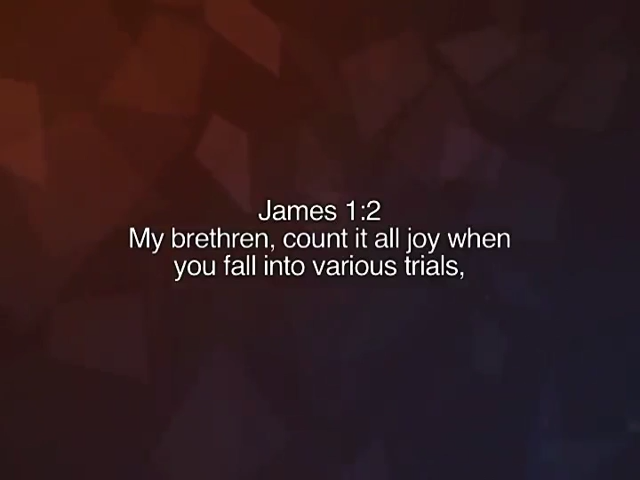 James 1:2
My brethren, count it all joy when
you fall into various trials,